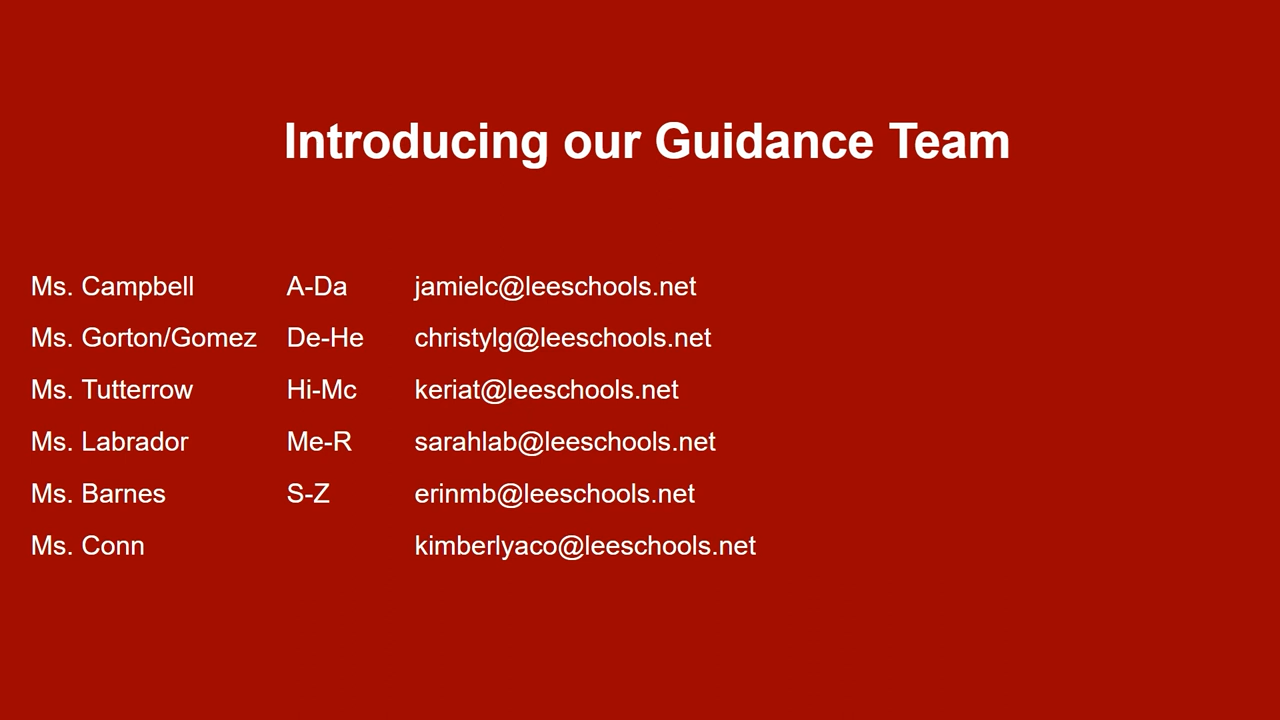 Introducing our Guidance Team
Ms. Campbell A-Da jamielc@leeschools.net
Ms. Gorton/Gomez De-He christylg@leeschools.net
Ms. Tutterrow Hi-Mc keriat@leeschools.net
Ms. Labrador Me-R sarahlab@leeschools.net
Ms. Barnes S-Z erinmb@leeschools.net
Ms. Conn kimberlyaco@leeschools.net